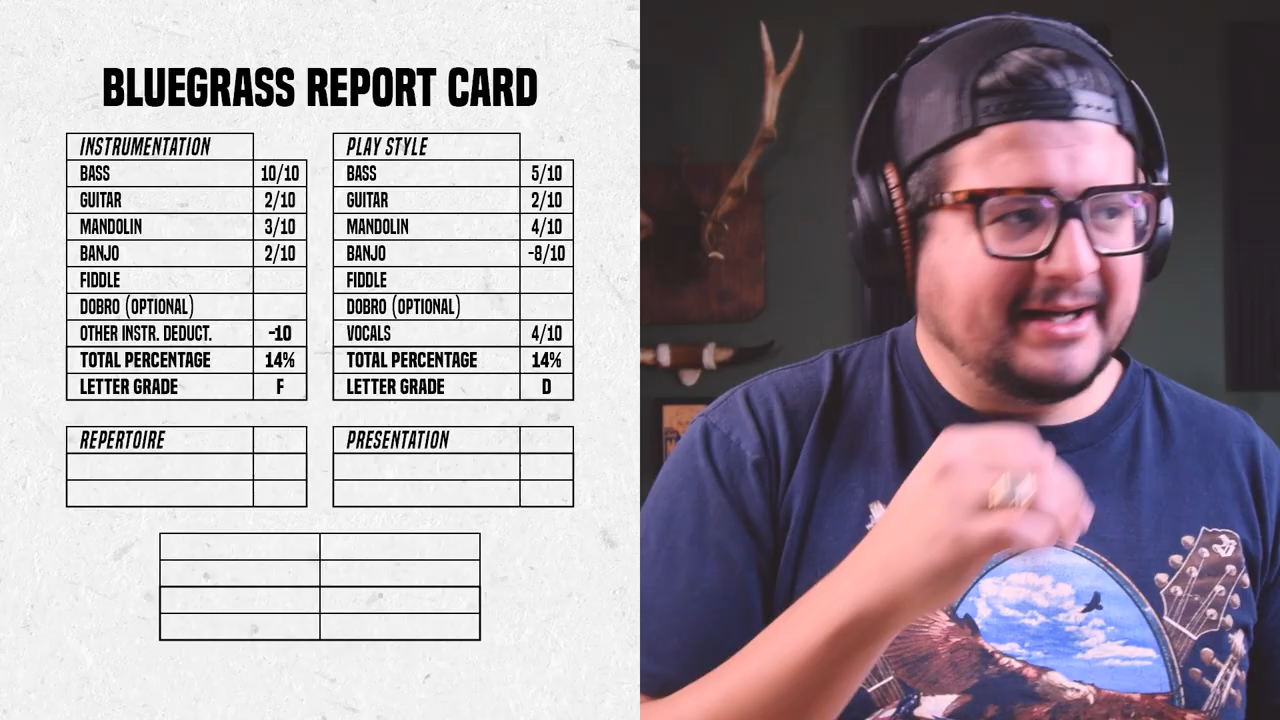 BLUEGRASS REPORT CARD
INSTRUMENTATION
BASS 10/10
GUITAR 2/10
MANDOLIN 3/10
BANJO 2/10
FIDDLE
DOBRO (OPTIONAL)
OTHER INSTR. DEDUCT. -10
TOTAL PERCENTAGE 14%
LETTER GRADE F
PLAY STYLE
BASS 5/10
GUITAR 2/10
MANDOLIN 4/10
BANJO -8/10
FIDDLE
DOBRO (OPTIONAL)
VOCALS 4/10
TOTAL PERCENTAGE 14%
LETTER GRADE D
REPERTOIRE
PRESENTATION